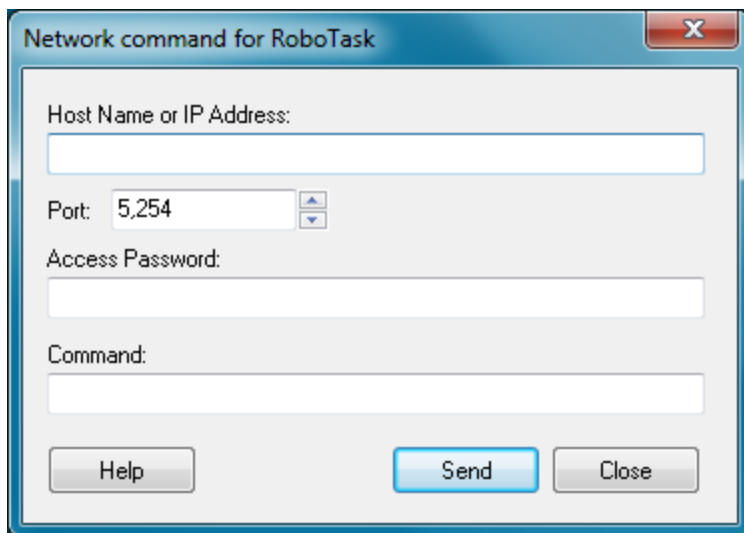 Network command for RoboTask
Host Name or IP Address:
Port: 5,254
Access Password:
Command:
Help Send Close